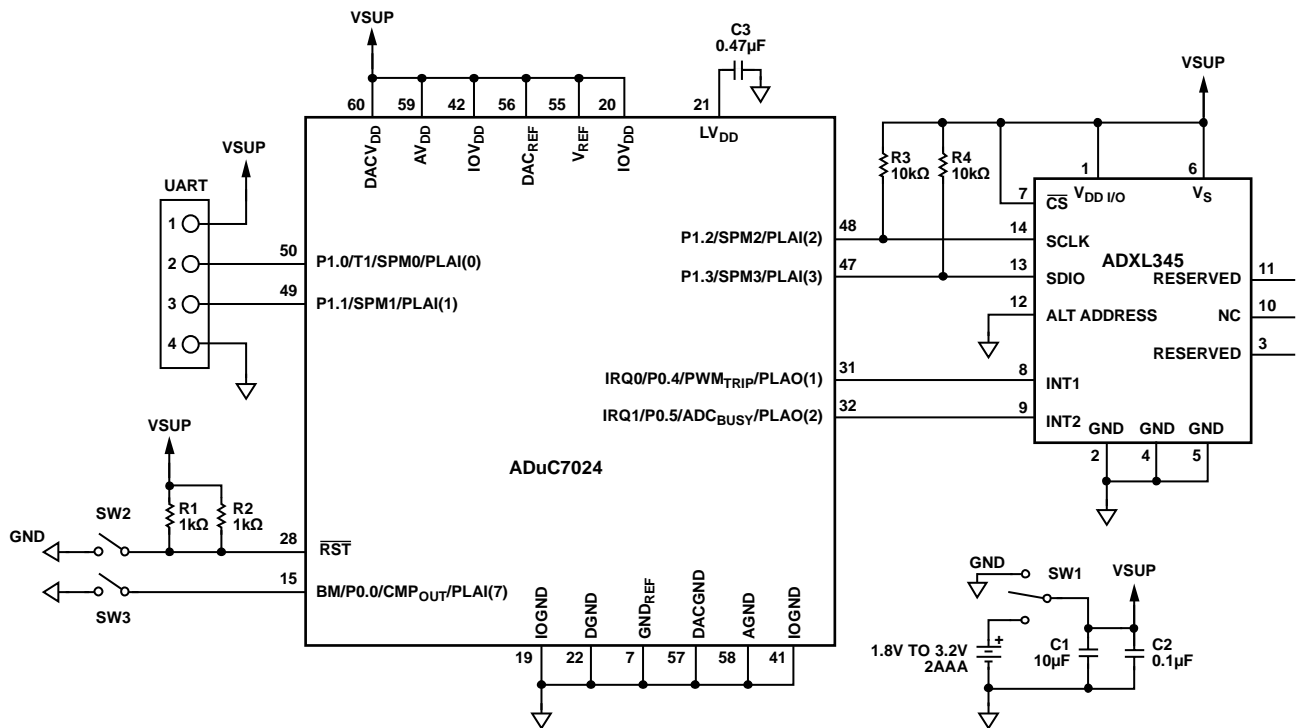 VSUP
C3
0.47µF
VSUP
60 59 42 56 55 20 21
DACVDD
AVDD
IOVDD
DACREF
VREF
IOVDD
LVDD
VSUP
UART
1
2
3
4
50
P1.0/T1/SPM0/PLAI(0)
49
P1.1/SPM1/PLAI(1)
P1.2/SPM2/PLAI(2)
48
P1.3/SPM3/PLAI(3)
47
R3
10kΩ
R4
10kΩ
1
6
VDD I/O
VS
7
CS
14
SCLK
13
SDIO
12
ALT ADDRESS
ADXL345
RESERVED
11
NC
10
RESERVED
3
IRQ0/P0.4/PWMTRIP/PLAO(1)
31
8
INT1
IRQ1/P0.5/ADCBUSY/PLAO(2)
32
9
INT2
GND GND GND
2 4 5
ADuC7024
VSUP
R1
1kΩ
R2
1kΩ
SW2
GND
28
RST
15
BM/P0.0/CMPOUT/PLAI(7)
SW3
IOGND
DGND
GNDREF
DACGND
AGND
IOGND
19 22 7 57 58 41
GND
SW1
VSUP
1.8V TO 3.2V
2AAA
+
C1
10µF
C2
0.1µF